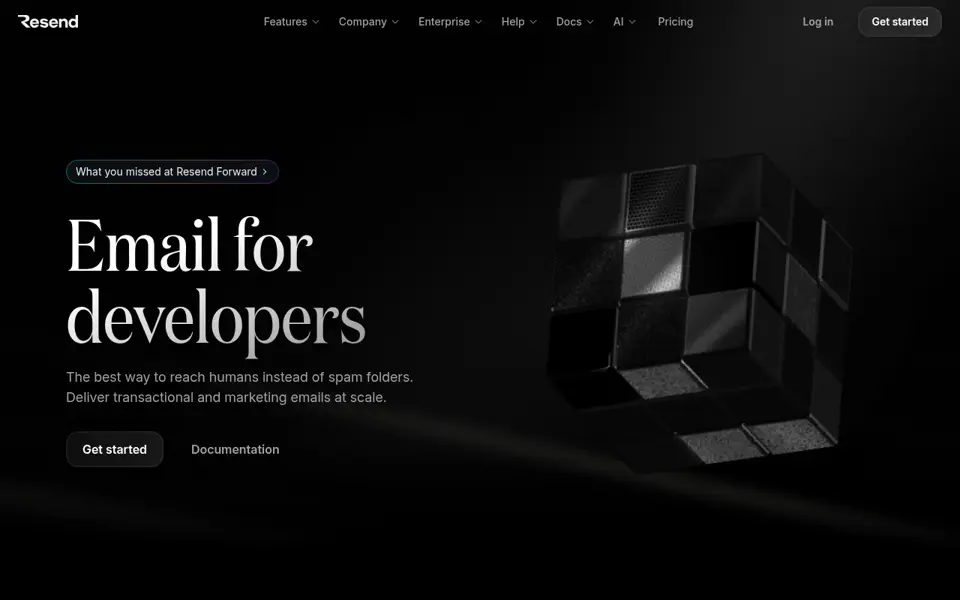 Resend
Features
Company
Enterprise
Help
Docs
AI
Pricing
Log in
Get started
What you missed at Resend Forward
Email for
developers
The best way to reach humans instead of spam folders.
Deliver transactional and marketing emails at scale.
Get started
Documentation